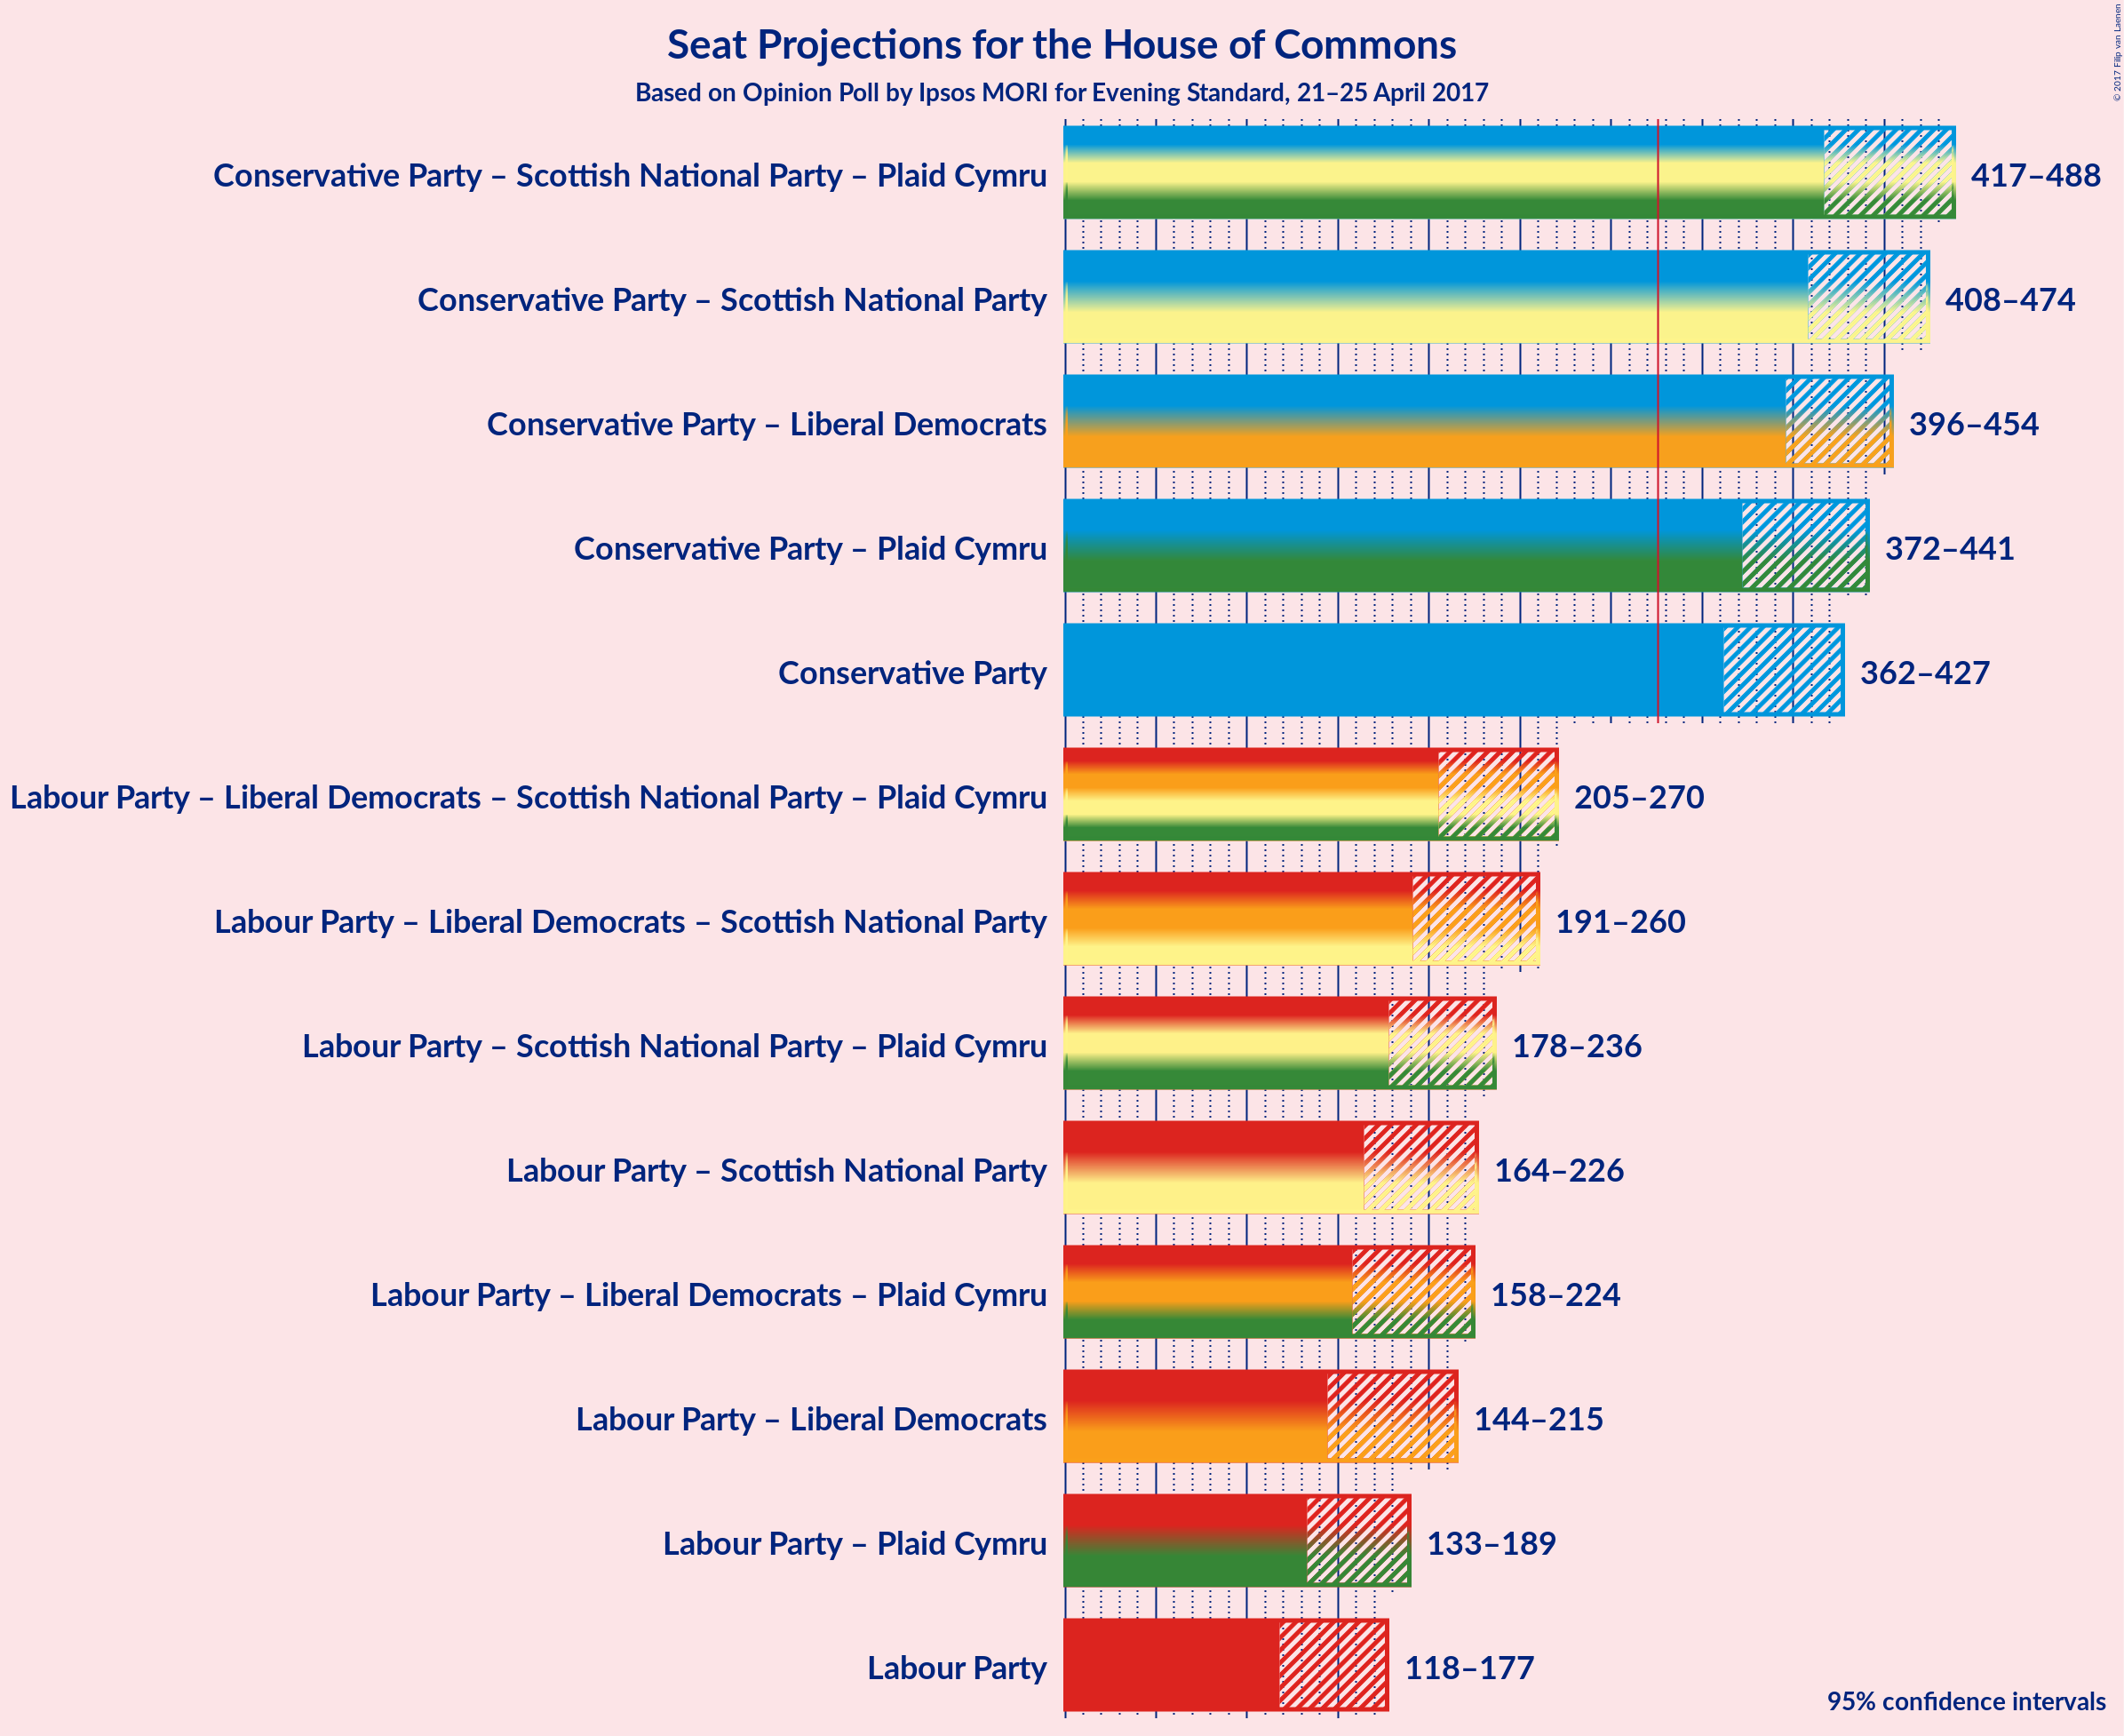 Seat Projections for the House of Commons
Based on Opinion Poll by Ipsos MORI for Evening Standard, 21–25 April 2017
© 2017 Filip van Laenen
Conservative Party – Scottish National Party – Plaid Cymru 417–488
Conservative Party – Scottish National Party 408–474
Conservative Party – Liberal Democrats 396–454
Conservative Party – Plaid Cymru 372–441
Conservative Party 362–427
Labour Party – Liberal Democrats – Scottish National Party – Plaid Cymru 205–270
Labour Party – Liberal Democrats – Scottish National Party 191–260
Labour Party – Scottish National Party – Plaid Cymru 178–236
Labour Party – Scottish National Party 164–226
Labour Party – Liberal Democrats – Plaid Cymru 158–224
Labour Party – Liberal Democrats 144–215
Labour Party – Plaid Cymru 133–189
Labour Party 118–177
95% confidence intervals